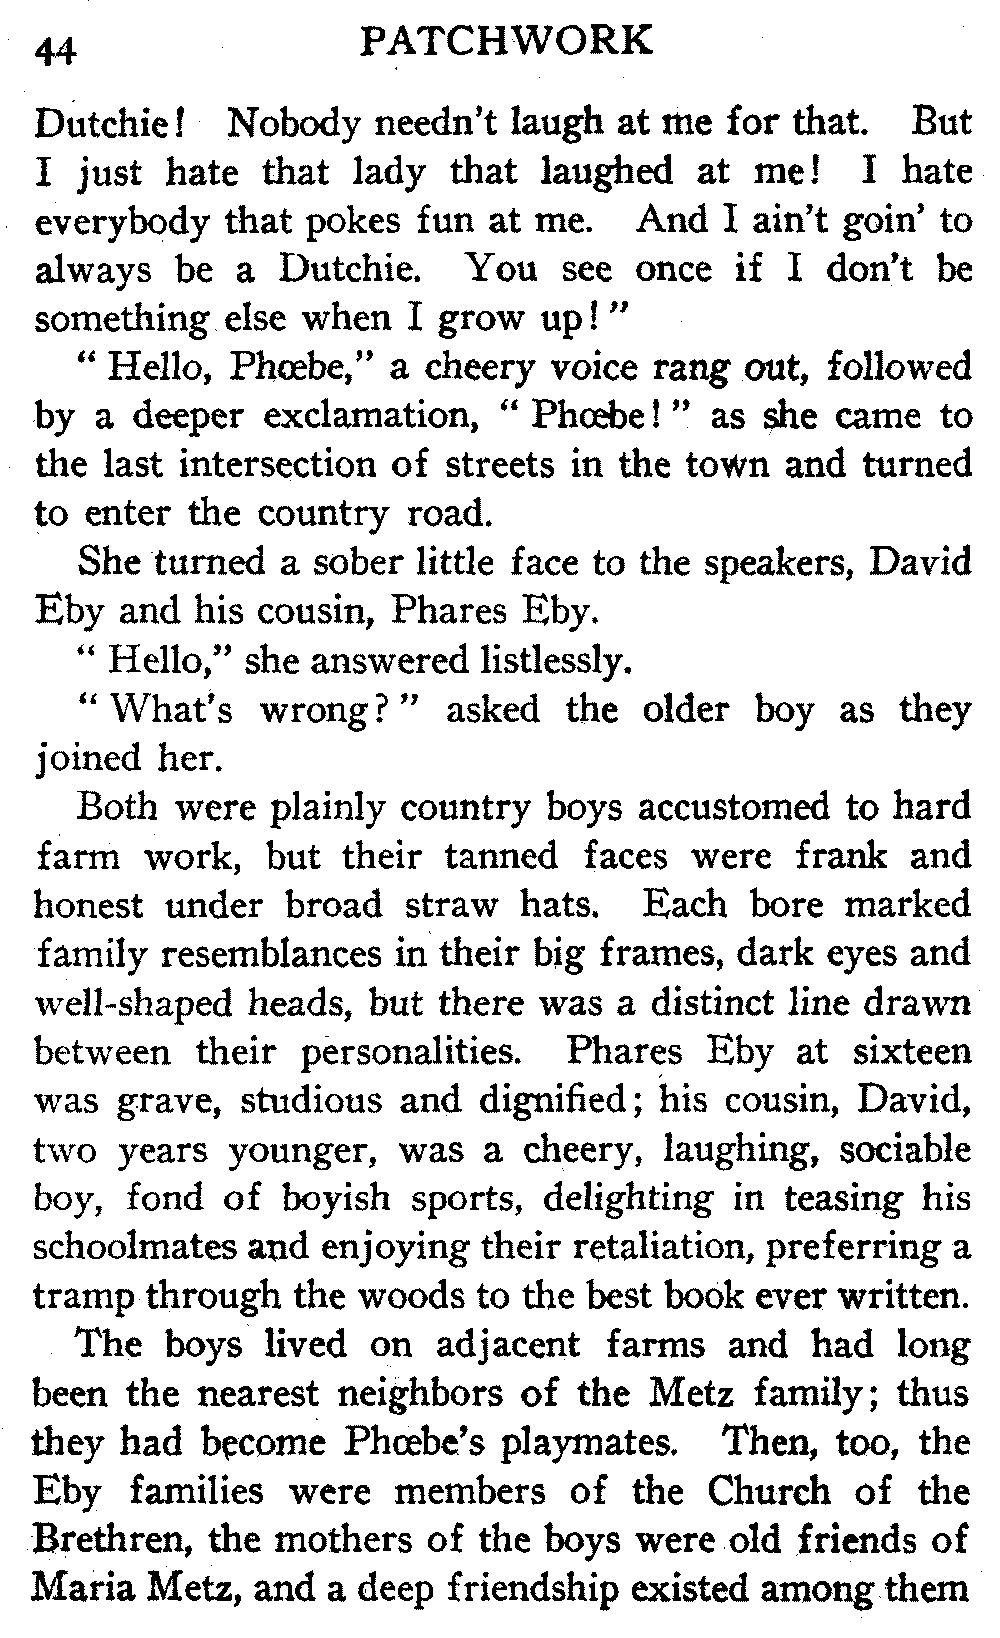 44 PATCHWORK
Dutchie! Nobody needn't laugh at me for that. But
I just hate that lady that laughed at me! I hate
everybody that pokes fun at me. And I ain't goin' to
always be a Dutchie. You see once if I don't be
something else when I grow up!"
"Hello, Phœbe," a cheery voice rang out, followed
by a deeper exclamation, "Phœbe!" as she came to
the last intersection of streets in the town and turned
to enter the country road.
She turned a sober little face to the speakers, David
Eby and his cousin, Phares Eby.
"Hello," she answered listlessly.
"What's wrong?" asked the older boy as they
joined her.
Both were plainly country boys accustomed to hard
farm work, but their tanned faces were frank and
honest under broad straw hats. Each bore marked
family resemblances in their big frames, dark eyes and
well-shaped heads, but there was a distinct line drawn
between their personalities. Phares Eby at sixteen
was grave, studious and dignified; his cousin, David,
two years younger, was a cheery, laughing, sociable
boy, fond of boyish sports, delighting in teasing his
schoolmates and enjoying their retaliation, preferring a
tramp through the woods to the best book ever written.
The boys lived on adjacent farms and had long
been the nearest neighbors of the Metz family; thus
they had become Phœbe's playmates. Then, too, the
Eby families were members of the Church of the
Brethren, the mothers of the boys were old friends of
Maria Metz, and a deep friendship existed among them